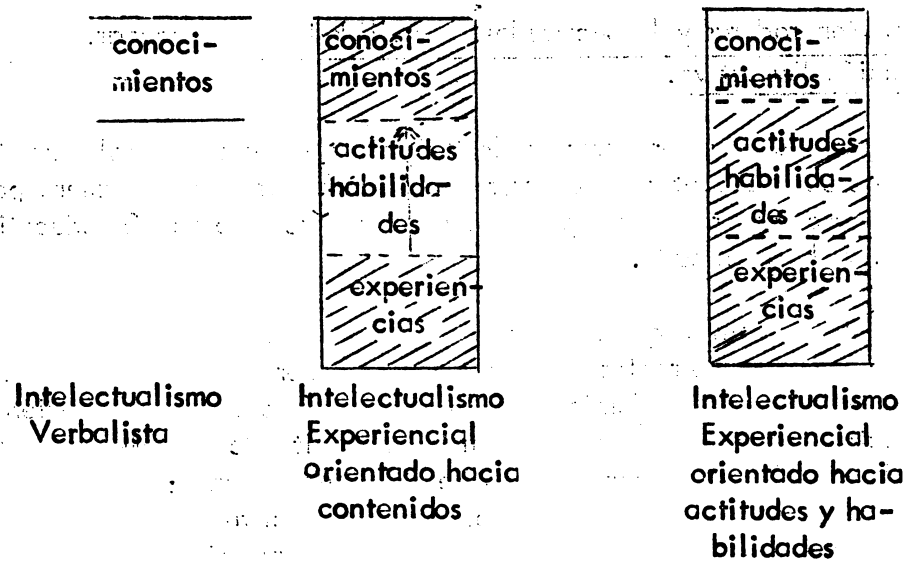 conoci-
mientos
conoci-
mientos
actitudes
hábilida-
des
experien-
cias
conoci-
mientos
actitudes
habilida-
des
experien-
cias
Intelectualismo
Verbalista
Intelectualismo
Experiencial
orientado hacia
contenidos
Intelectualismo
Experiencial
orientado hacia
actitudes y ha-
bilidades